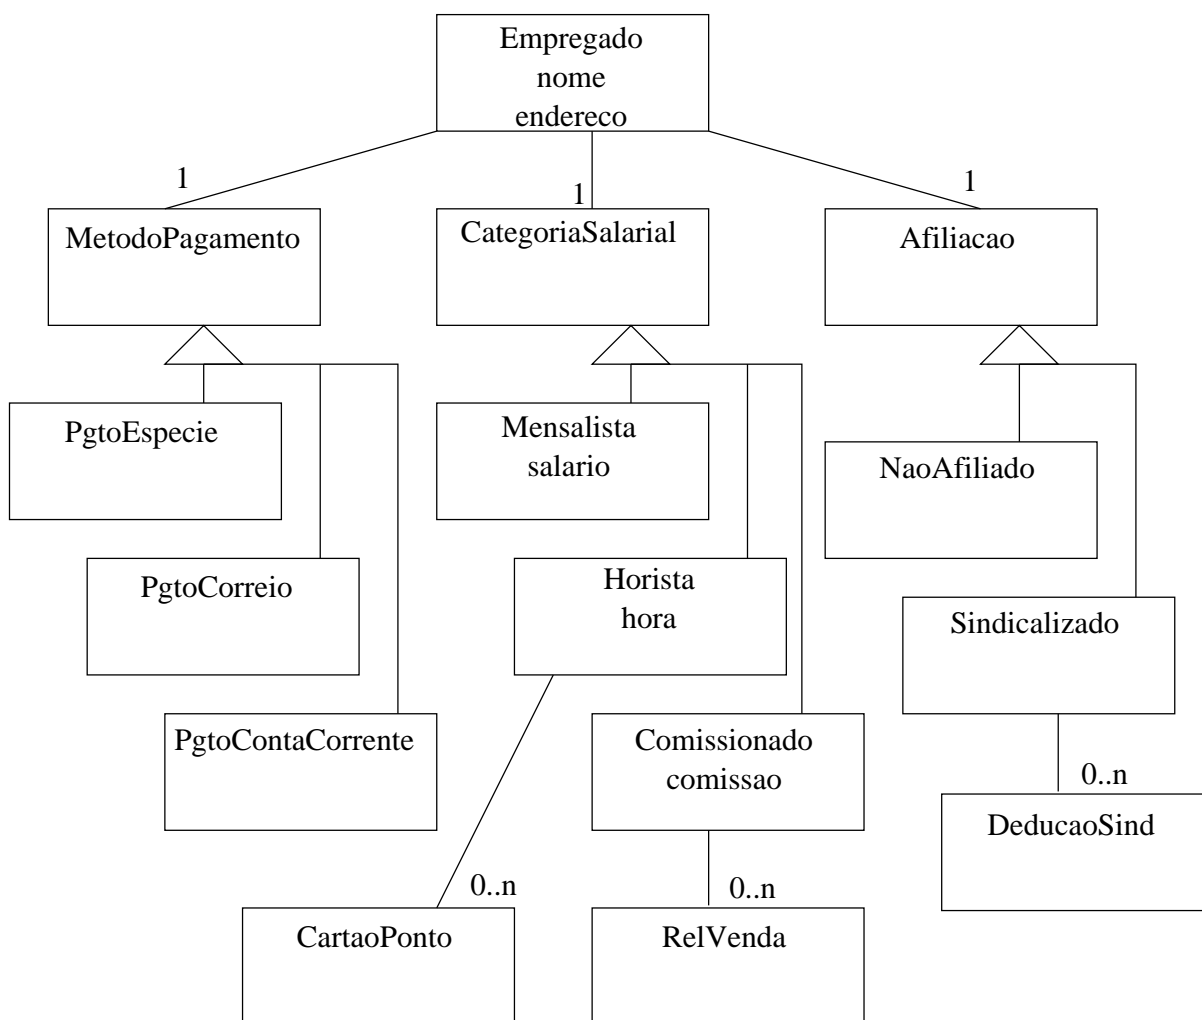 Empregado
nome
endereco
1
1
1
MetodoPagamento
CategoriaSalarial
Afiliacao
PgtoEspecie
Mensalista
salario
NaoAfiliado
PgtoCorreio
Horista
hora
Sindicalizado
PgtoContaCorrente
Comissionado
comissao
0..n
DeducaoSind
0..n
0..n
CartaoPonto
RelVenda